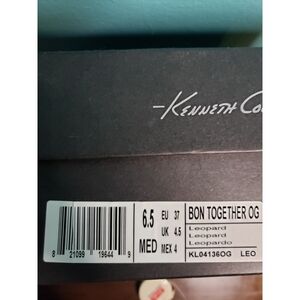 -KENNETH CO
6.5 EU 37 BON TOGETHER OG
UK 4.5 Leopard
Leopard
MED MEX 4 Leopardo
KL04136OG LEO
8 21099 19644 9